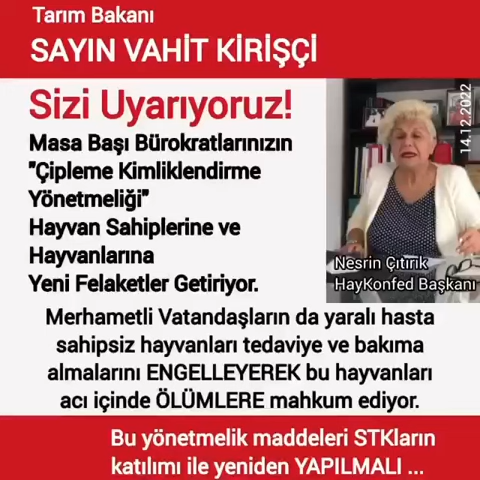 Tarım Bakanı
SAYIN VAHİT KİRİŞÇİ
Sizi Uyarıyoruz!
Masa Başı Bürokratlarınızın
"Çipleme Kimliklendirme
Yönetmeliği"
Hayvan Sahiplerine ve
Hayvanlarına
Yeni Felaketler Getiriyor.
14.12.2022
Nesrin Çıtırık
HayKonfed Başkanı
Merhametli Vatandaşların da yaralı hasta
sahipsiz hayvanları tedaviye ve bakıma
almalarını ENGELLEYEREK bu hayvanları
acı içinde ÖLÜMLERE mahkum ediyor.
Bu yönetmelik maddeleri STKların
katılımı ile yeniden YAPILMALI ...